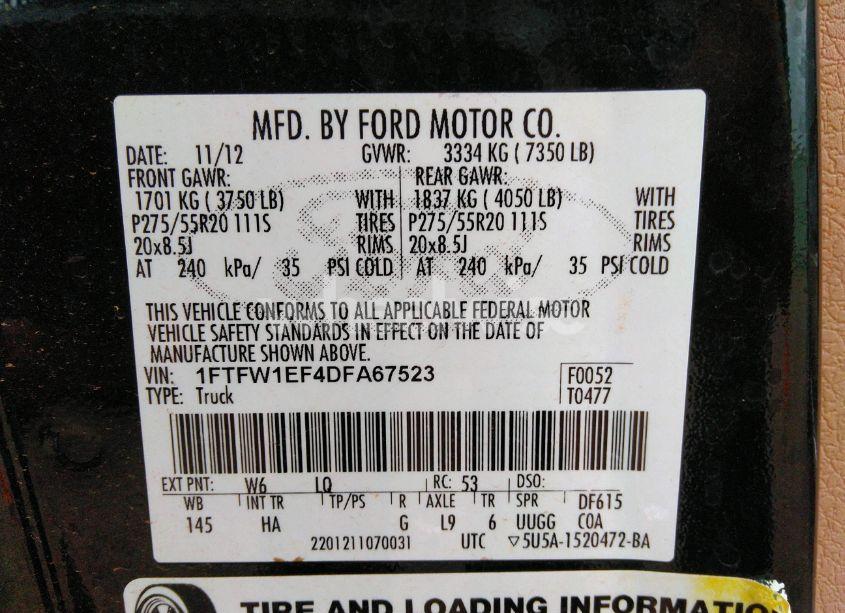 MFD. BY FORD MOTOR CO.
DATE: 11/12 GVWR: 3334 KG ( 7350 LB)
FRONT GAWR: REAR GAWR:
1701 KG ( 3750 LB) WITH 1837 KG ( 4050 LB) WITH
P275/55R20 111S TIRES P275/55R20 111S TIRES
20x8.5J RIMS 20x8.5J RIMS
AT 240 kPa/ 35 PSI COLD AT 240 kPa/ 35 PSI COLD
THIS VEHICLE CONFORMS TO ALL APPLICABLE FEDERAL MOTOR
VEHICLE SAFETY STANDARDS IN EFFECT ON THE DATE OF
MANUFACTURE SHOWN ABOVE.
VIN: 1FTFW1EF4DFA67523 F0052
TYPE: Truck T0477
EXT PNT: W6 LQ RC: 53 DSO:
WB INT TR TP/PS R AXLE TR SPR DF615
145 HA G L9 6 UUGG COA
2201211070031 UTC ▽5U5A-1520472-BA
TIRE AND LOADING INFORMATION